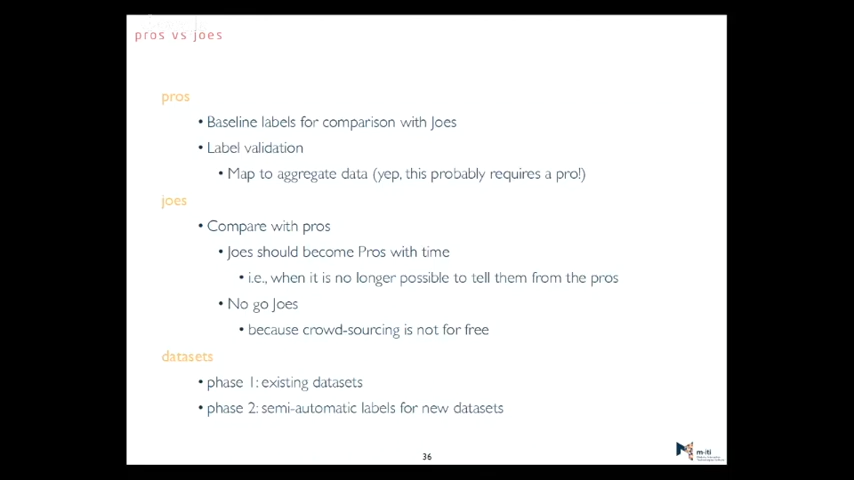 pros vs joes
pros
• Baseline labels for comparison with Joes
• Label validation
• Map to aggregate data (yep, this probably requires a pro!)
joes
• Compare with pros
• Joes should become Pros with time
• i.e., when it is no longer possible to tell them from the pros
• No go Joes
• because crowd-sourcing is not for free
datasets
• phase 1: existing datasets
• phase 2: semi-automatic labels for new datasets
36
m-iti